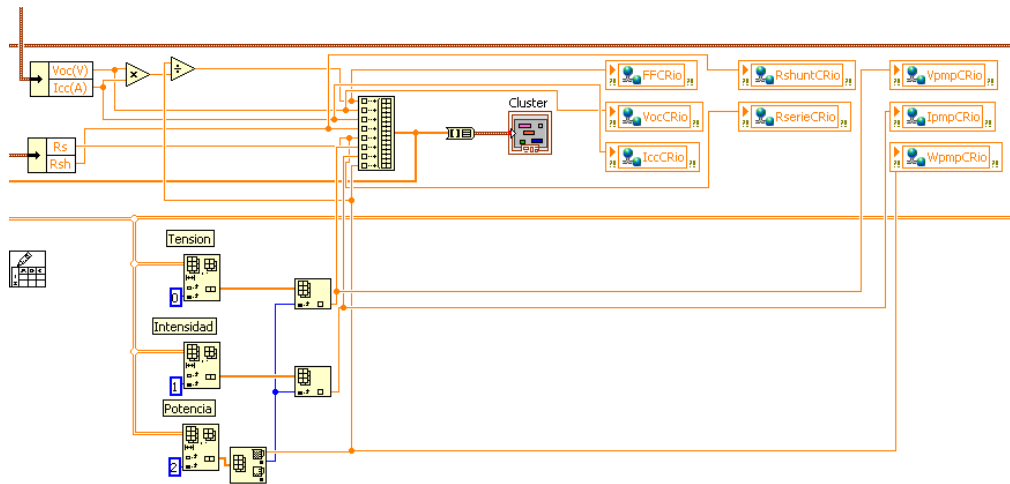 Voc(V)
Icc(A)
Rs
Rsh
Cluster
FFCRio
RshuntCRio
VpmpCRio
VocCRio
RserieCRio
IpmpCRio
IccCRio
WpmpCRio
Tension
0
Intensidad
1
Potencia
2